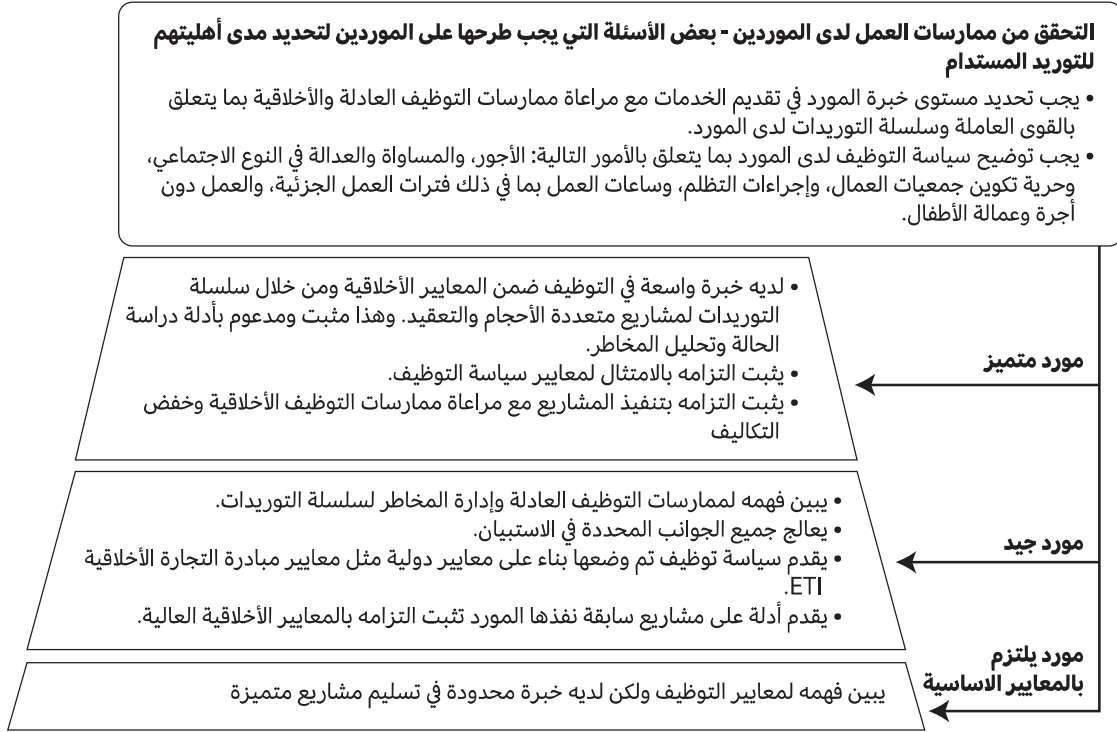 التحقق من ممارسات العمل لدى الموردين - بعض الأسئلة التي يجب طرحها على الموردين لتحديد مدى أهليتهم
للتوريد المستدام
• يجب تحديد مستوى خبرة المورد في تقديم الخدمات مع مراعاة ممارسات التوظيف العادلة والأخلاقية بما يتعلق
بالقوى العاملة وسلسلة التوريدات لدى المورد.
• يجب توضيح سياسة التوظيف لدى المورد بما يتعلق بالأمور التالية: الأجور، والمساواة والعدالة في النوع الاجتماعي،
وحرية تكوين جمعيات العمال، وإجراءات التظلم، وساعات العمل بما في ذلك فترات العمل الجزئية، والعمل دون
أجرة وعمالة الأطفال.
مورد متميز
• لديه خبرة واسعة في التوظيف ضمن المعايير الأخلاقية ومن خلال سلسلة
التوريدات لمشاريع متعددة الأحجام والتعقيد. وهذا مثبت ومدعوم بأدلة دراسة
الحالة وتحليل المخاطر.
• يثبت التزامه بالامتثال لمعايير سياسة التوظيف.
• يثبت التزامه بتنفيذ المشاريع مع مراعاة ممارسات التوظيف الأخلاقية وخفض
التكاليف
مورد جيد
• يبين فهمه لممارسات التوظيف العادلة وإدارة المخاطر لسلسلة التوريدات.
• يعالج جميع الجوانب المحددة في الاستبيان.
• يقدم سياسة توظيف تم وضعها بناء على معايير دولية مثل معايير مبادرة التجارة الأخلاقية
ETI.
• يقدم أدلة على مشاريع سابقة نفذها المورد تثبت التزامه بالمعايير الأخلاقية العالية.
مورد يلتزم
بالمعايير الاساسية
يبين فهمه لمعايير التوظيف ولكن لديه خبرة محدودة في تسليم مشاريع متميزة